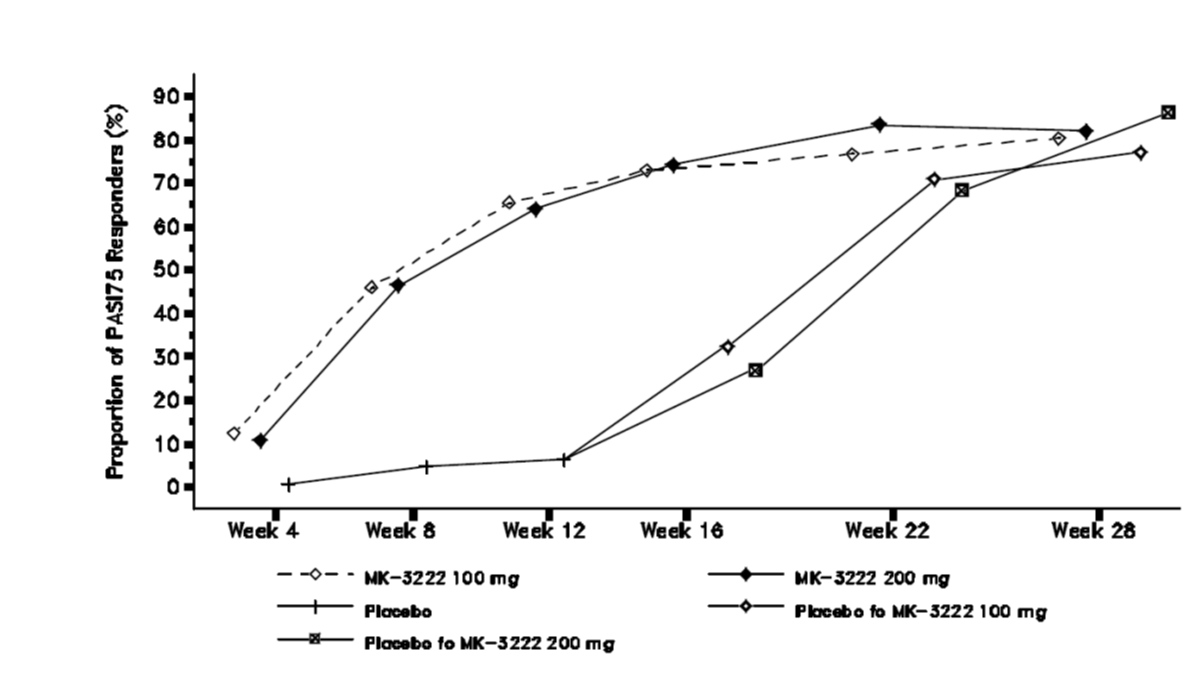 Proportion of PASI75 Responders (%)
90
80
70
60
50
40
30
20
10
0
Week 4 Week 8 Week 12 Week 16 Week 22 Week 28
MK-3222 100 mg MK-3222 200 mg
Placebo Placebo to MK-3222 100 mg
Placebo to MK-3222 200 mg